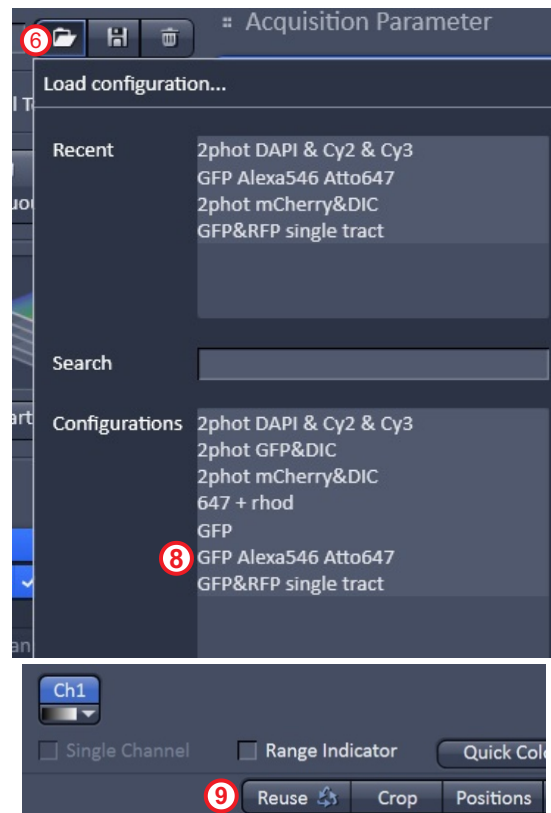 6
Acquisition Parameter
Load configuration...
Recent
2phot DAPI & Cy2 & Cy3
GFP Alexa546 Atto647
2phot mCherry&DIC
GFP&RFP single tract
Search
Configurations
2phot DAPI & Cy2 & Cy3
2phot GFP&DIC
2phot mCherry&DIC
647 + rhod
GFP
8 GFP Alexa546 Atto647
GFP&RFP single tract
Ch1
Single Channel Range Indicator Quick Col
9 Reuse Crop Positions